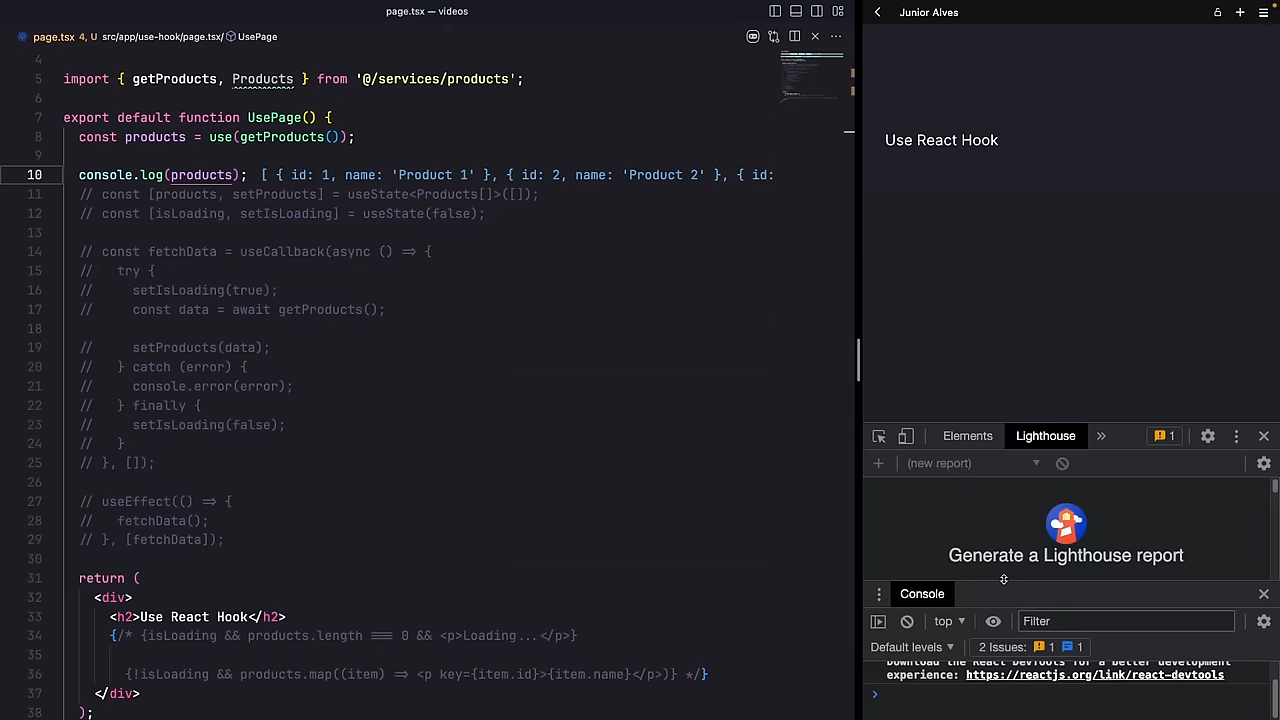 page.tsx — videos
page.tsx 4, U src/app/use-hook/page.tsx/ UsePage
4
5 import { getProducts, Products } from '@/services/products';
6
7 export default function UsePage() {
8 const products = use(getProducts());
9
10 console.log(products); [ { id: 1, name: 'Product 1' }, { id: 2, name: 'Product 2' }, { id:
11 // const [products, setProducts] = useState<Products[]>([]);
12 // const [isLoading, setIsLoading] = useState(false);
13
14 // const fetchData = useCallback(async () => {
15 // try {
16 // setIsLoading(true);
17 // const data = await getProducts();
18
19 // setProducts(data);
20 // } catch (error) {
21 // console.error(error);
22 // } finally {
23 // setIsLoading(false);
24 // }
25 // }, []);
26
27 // useEffect(() => {
28 // fetchData();
29 // }, [fetchData]);
30
31 return (
32 <div>
33 <h2>Use React Hook</h2>
34 {/* {isLoading && products.length === 0 && <p>Loading...</p>}
35
36 {!isLoading && products.map((item) => <p key={item.id}>{item.name}</p>)} */}
37 </div>
38 );
Junior Alves
Use React Hook
Elements Lighthouse » 1
(new report)
Generate a Lighthouse report
Console
top Filter
Default levels 2 Issues: 1 1
Download the React DevTools for a better development
experience: https://reactjs.org/link/react-devtools
>